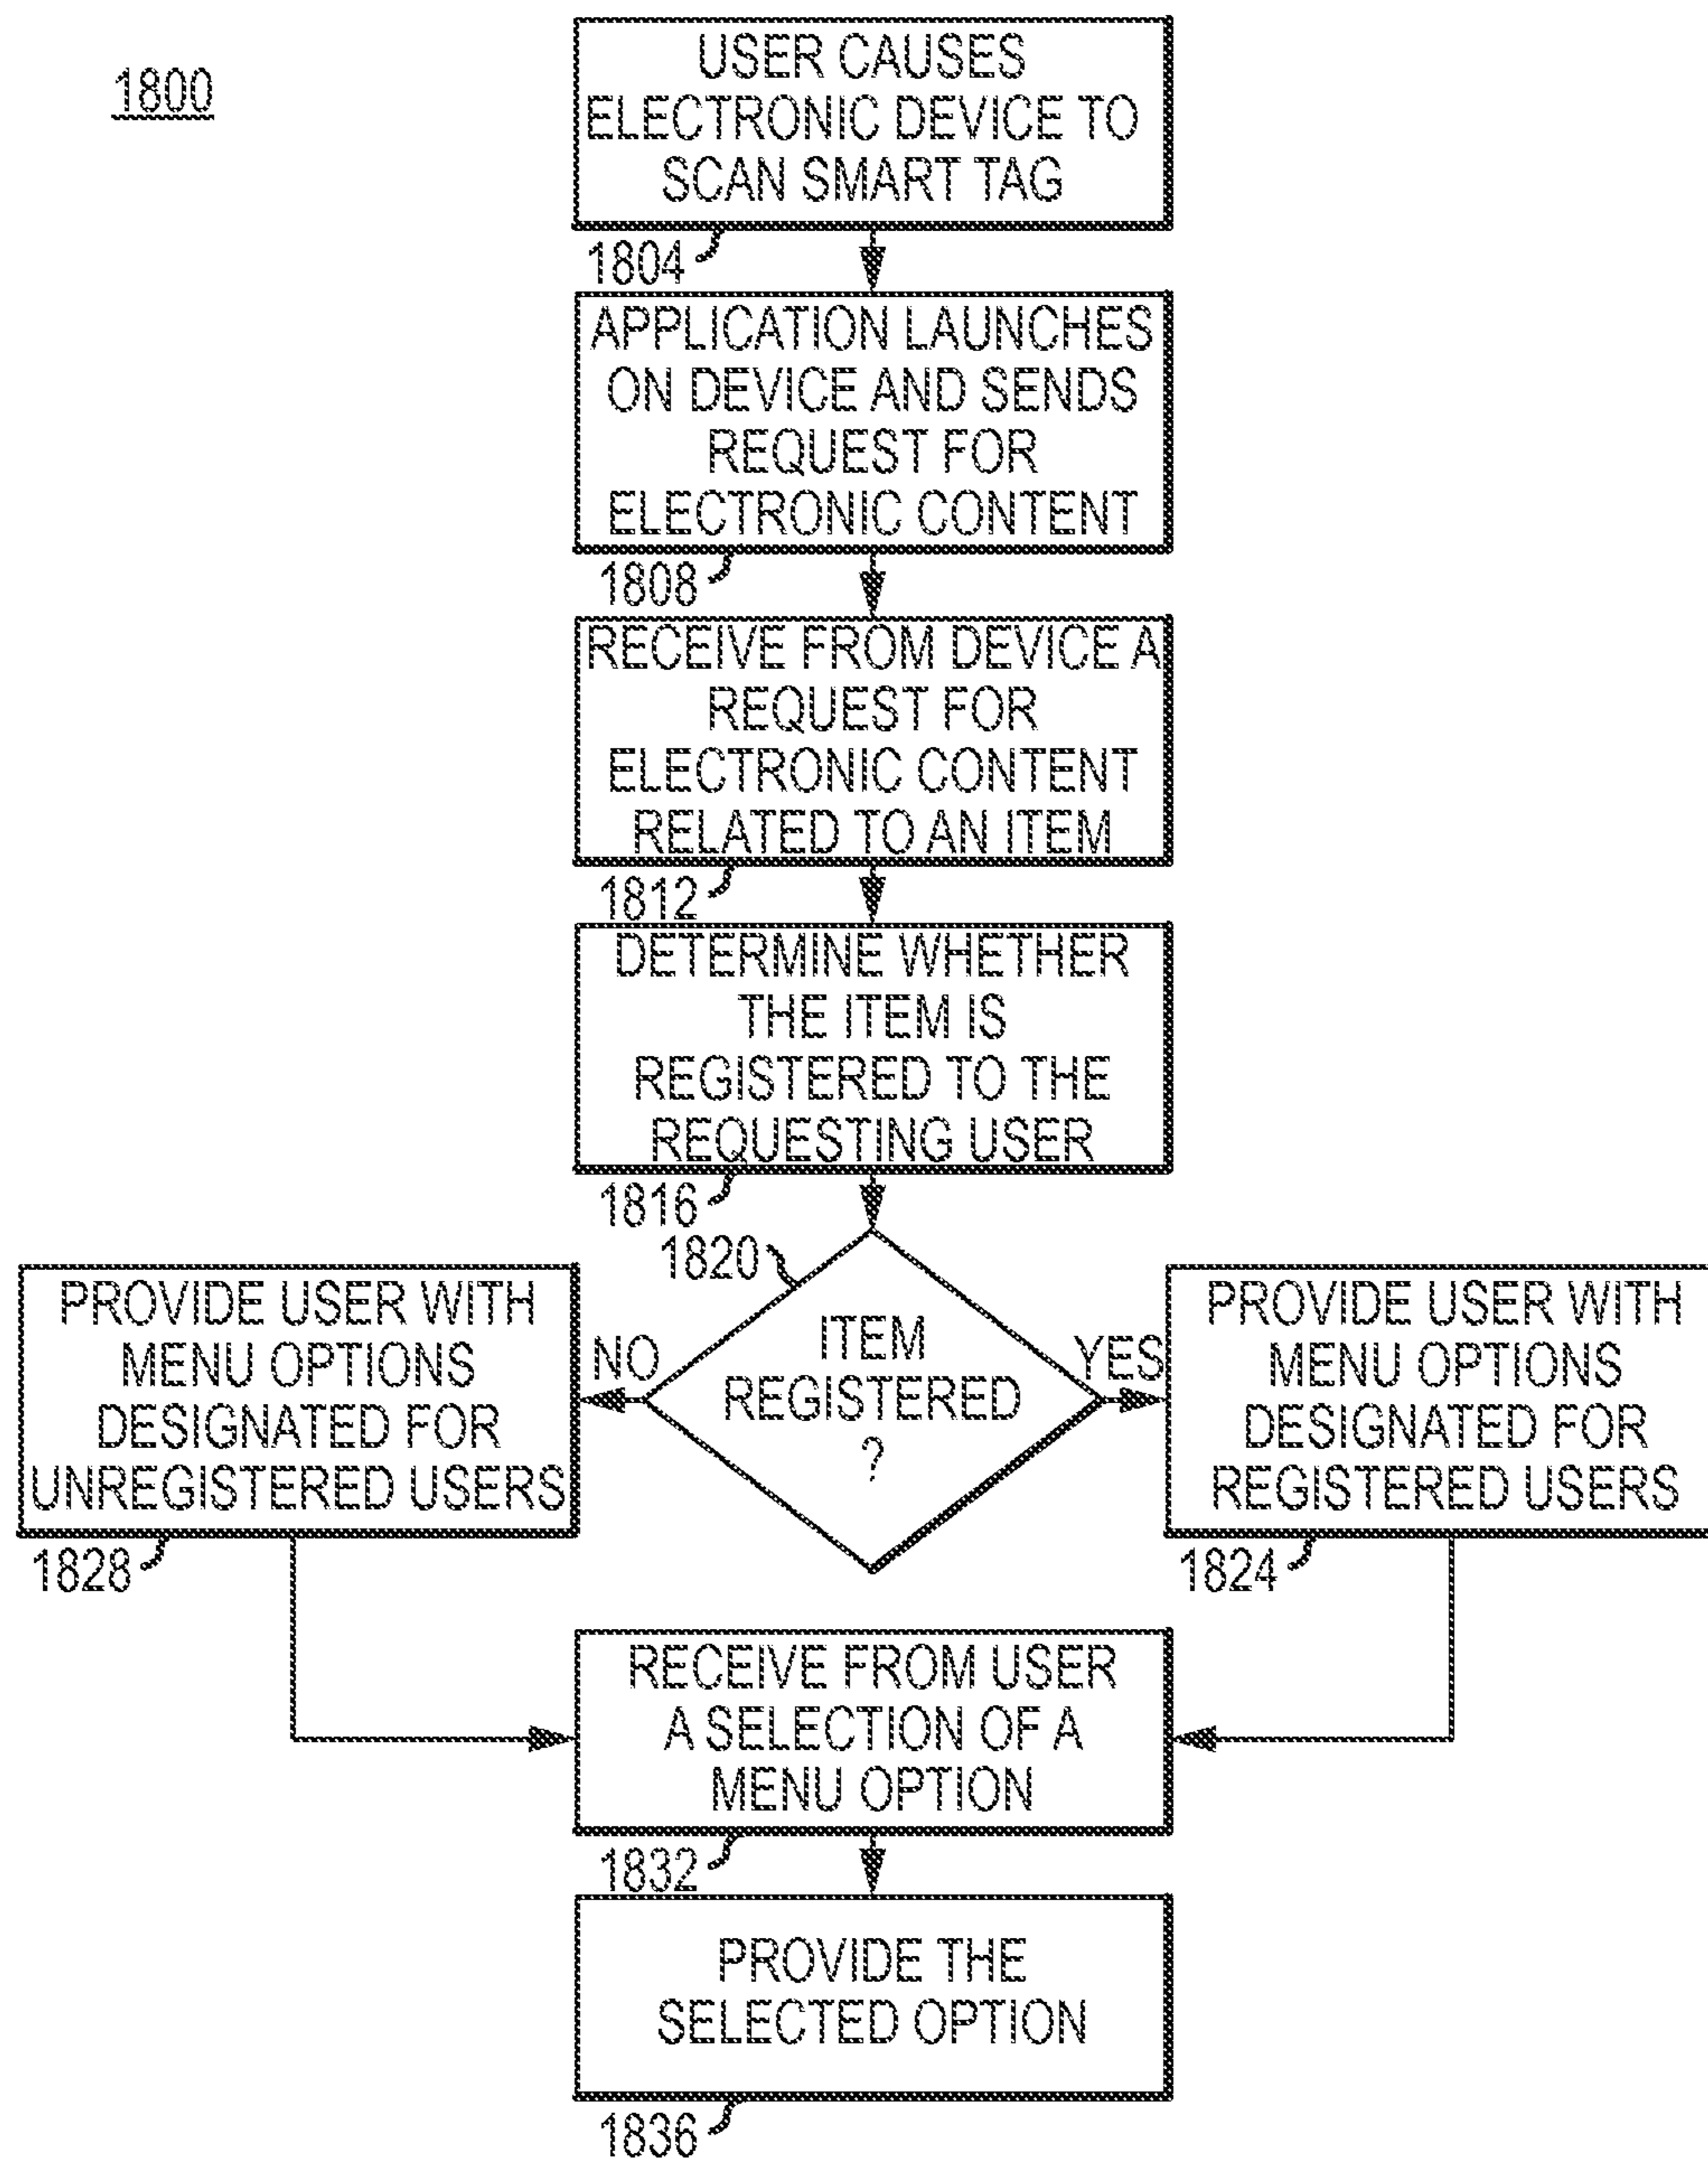 1800
USER CAUSES
ELECTRONIC DEVICE TO
SCAN SMART TAG
1804
APPLICATION LAUNCHES
ON DEVICE AND SENDS
REQUEST FOR
ELECTRONIC CONTENT
1808
RECEIVE FROM DEVICE A
REQUEST FOR
ELECTRONIC CONTENT
RELATED TO AN ITEM
1812
DETERMINE WHETHER
THE ITEM IS
REGISTERED TO THE
REQUESTING USER
1816
1820
ITEM
REGISTERED
?
NO
YES
PROVIDE USER WITH
MENU OPTIONS
DESIGNATED FOR
UNREGISTERED USERS
1828
PROVIDE USER WITH
MENU OPTIONS
DESIGNATED FOR
REGISTERED USERS
1824
RECEIVE FROM USER
A SELECTION OF A
MENU OPTION
1832
PROVIDE THE
SELECTED OPTION
1836